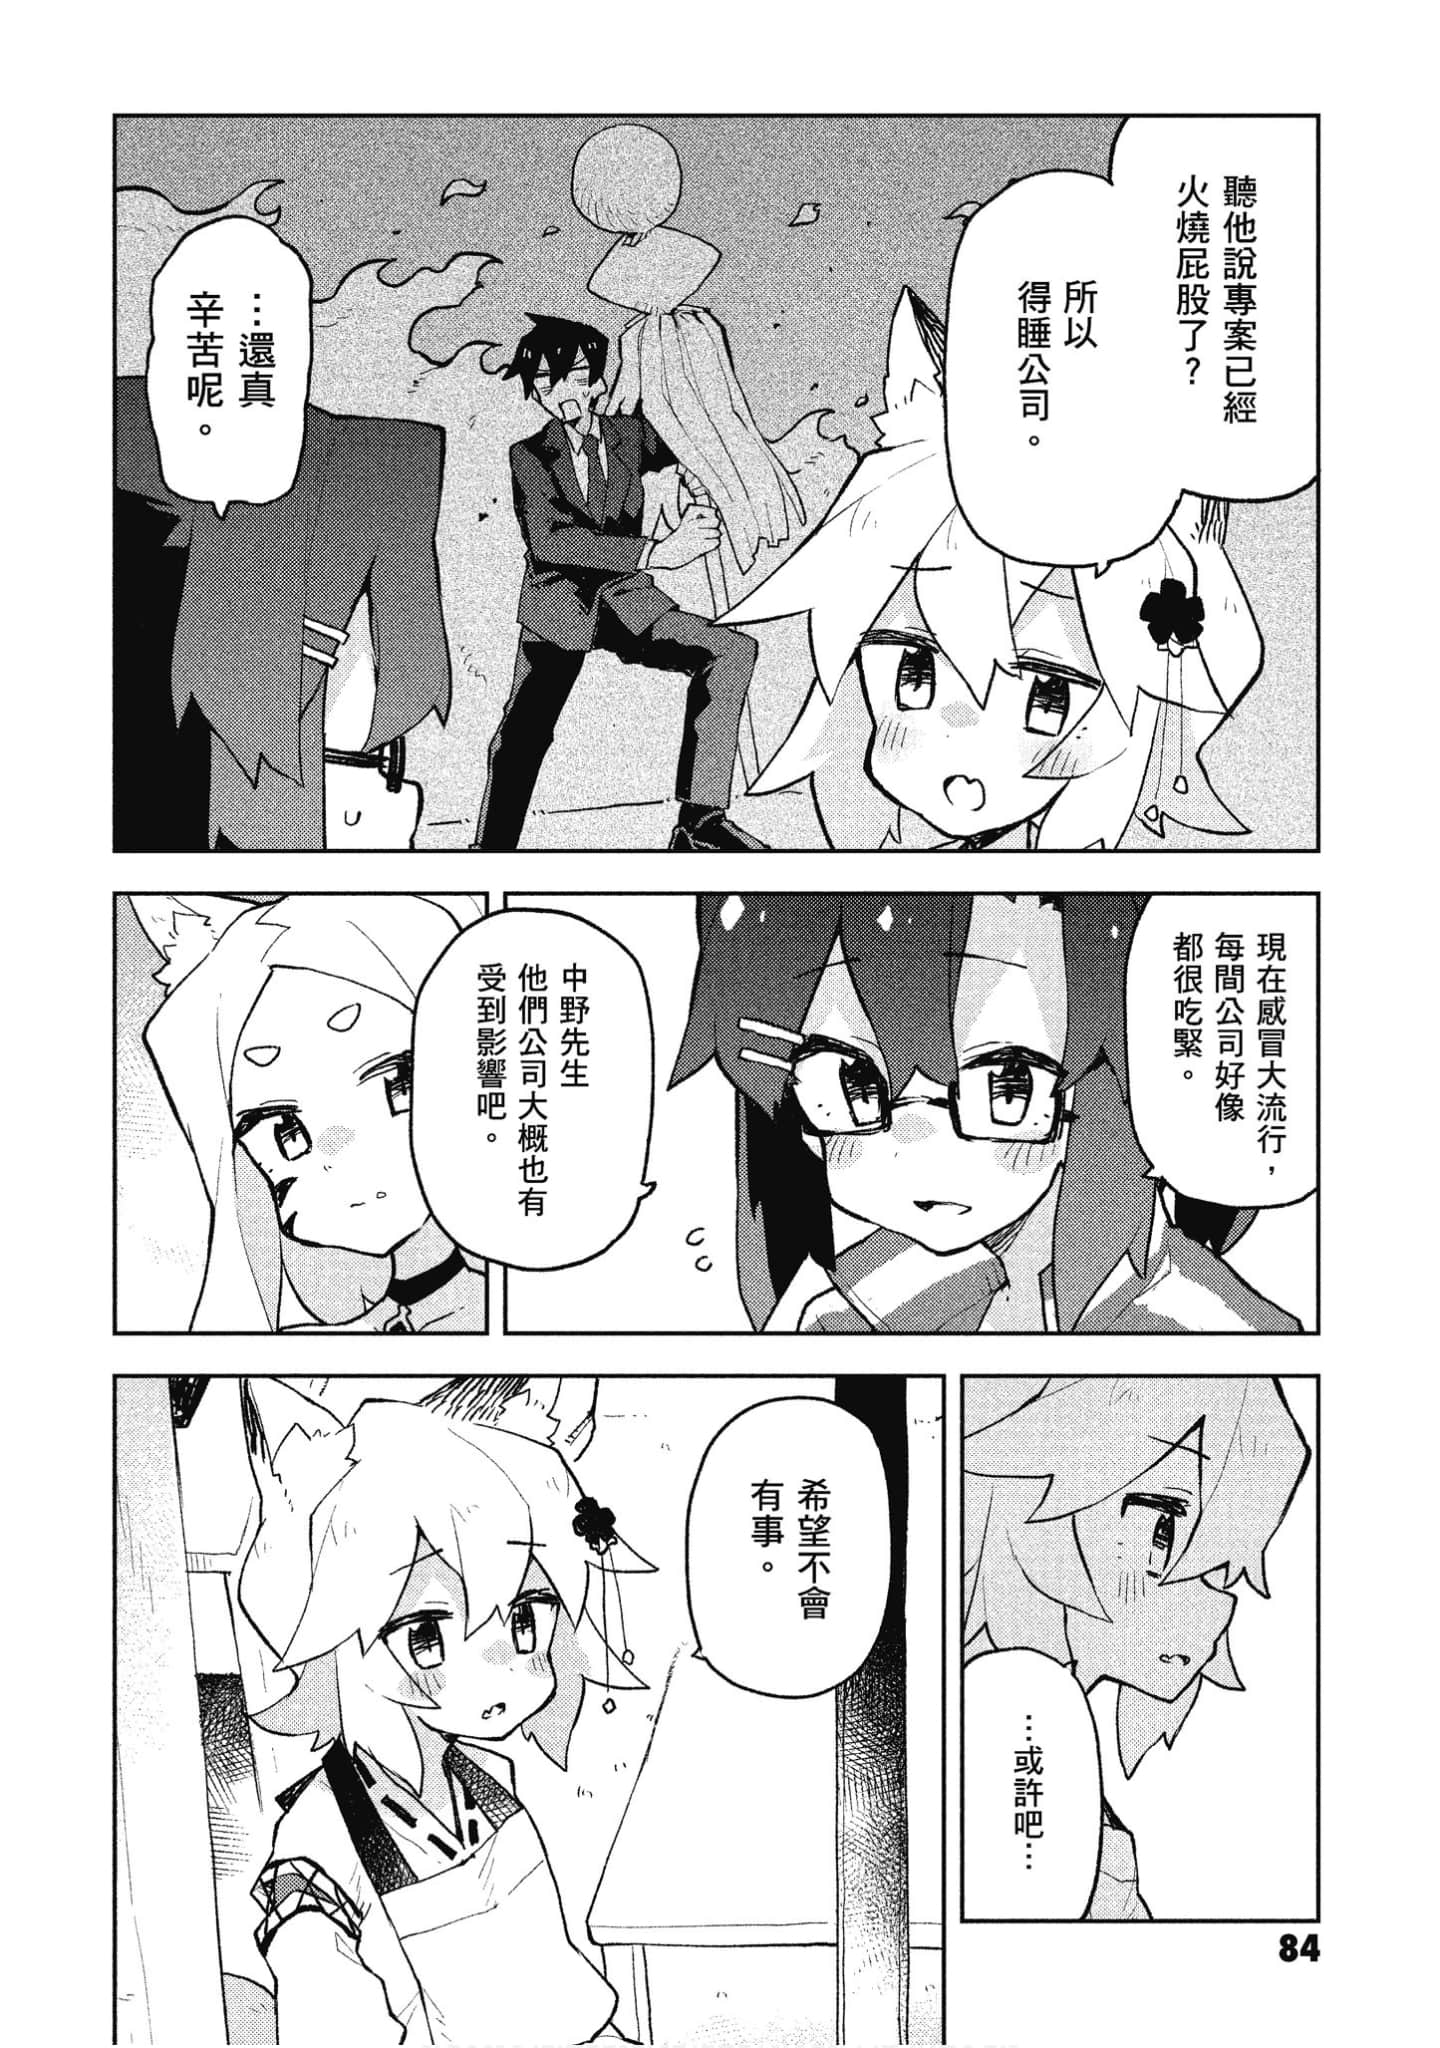 聽他說專案已經
火燒屁股了?
所以
得睡公司。
…還真
辛苦呢。
現在感冒大流行，
每間公司好像
都很吃緊。
中野先生
他們公司大概也有
受到影響吧。
…或許吧…
希望不會
有事。
84